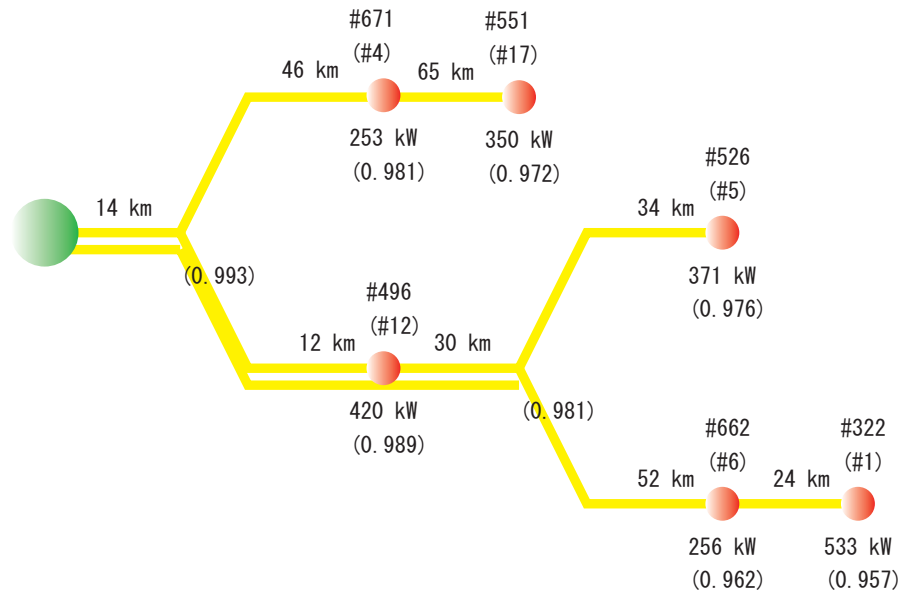 #671
(#4)
46 km
253 kW
(0.981)
#551
(#17)
65 km
350 kW
(0.972)
14 km
(0.993)
#496
(#12)
12 km
420 kW
(0.989)
30 km
(0.981)
#526
(#5)
34 km
371 kW
(0.976)
#662
(#6)
52 km
256 kW
(0.962)
#322
(#1)
24 km
533 kW
(0.957)